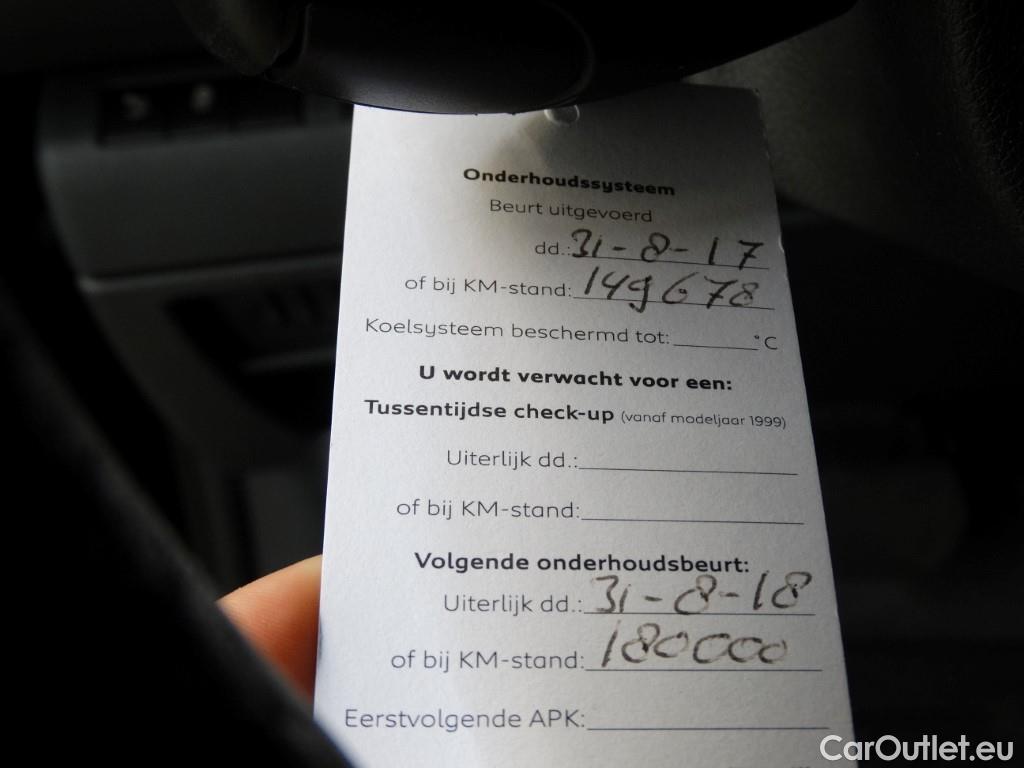 Onderhoudssysteem
Beurt uitgevoerd
dd.: 31-8-17
of bij KM-stand: 149678
Koelsysteem beschermd tot: ________ °C
U wordt verwacht voor een:
Tussentijdse check-up (vanaf modeljaar 1999)
Uiterlijk dd.:
of bij KM-stand:
Volgende onderhoudsbeurt:
Uiterlijk dd.: 31-8-18
of bij KM-stand: 180000
Eerstvolgende APK:
CarOutlet.eu